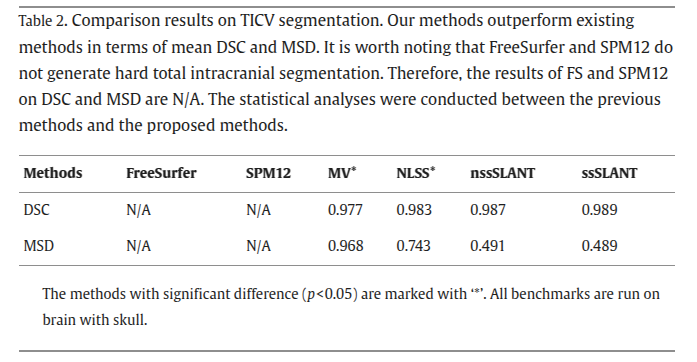 Table 2. Comparison results on TICV segmentation. Our methods outperform existing
methods in terms of mean DSC and MSD. It is worth noting that FreeSurfer and SPM12 do
not generate hard total intracranial segmentation. Therefore, the results of FS and SPM12
on DSC and MSD are N/A. The statistical analyses were conducted between the previous
methods and the proposed methods.
Methods FreeSurfer SPM12 MV* NLSS* nssSLANT ssSLANT
DSC N/A N/A 0.977 0.983 0.987 0.989
MSD N/A N/A 0.968 0.743 0.491 0.489
The methods with significant difference (p<0.05) are marked with ‘*’. All benchmarks are run on
brain with skull.